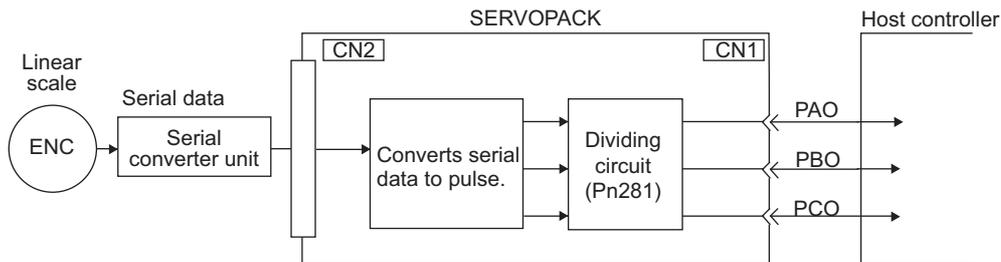 SERVOPACK
Host controller
CN2
CN1
Linear
scale
Serial data
ENC
Serial
converter unit
Converts serial
data to pulse.
Dividing
circuit
(Pn281)
PAO
PBO
PCO